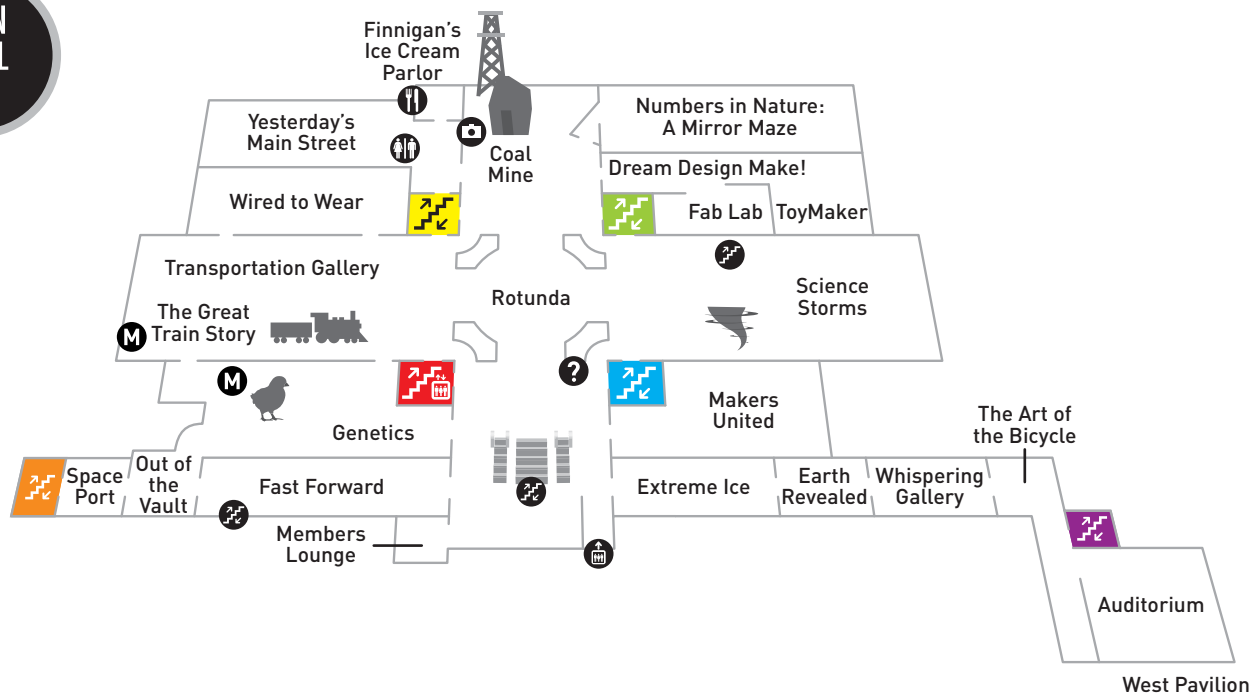 Finnigan's
Ice Cream
Parlor
Yesterday's
Main Street
Coal
Mine
Numbers in Nature:
A Mirror Maze
Dream Design Make!
Wired to Wear
Fab Lab
ToyMaker
Transportation Gallery
Rotunda
Science
Storms
The Great
Train Story
M
?
M
Genetics
Makers
United
The Art of
the Bicycle
Space
Port
Out of
the
Vault
Fast Forward
Extreme Ice
Earth
Revealed
Whispering
Gallery
Members
Lounge
Auditorium
West Pavilion